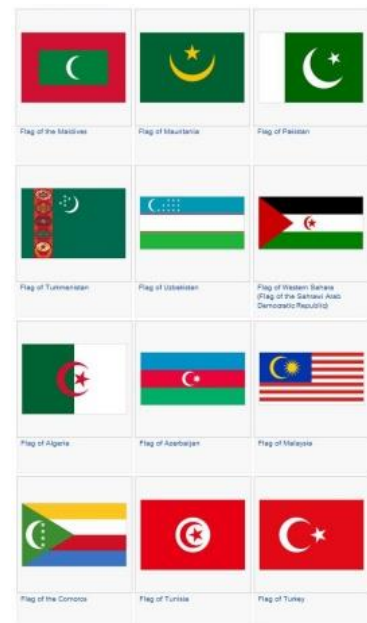 Flag of the Maldives
Flag of Mauritania
Flag of Pakistan
Flag of Turkmenistan
Flag of Uzbekistan
Flag of Western Sahara
(Flag of the Sahrawi Arab
Democratic Republic)
Flag of Algeria
Flag of Azerbaijan
Flag of Malaysia
Flag of the Comoros
Flag of Tunisia
Flag of Turkey